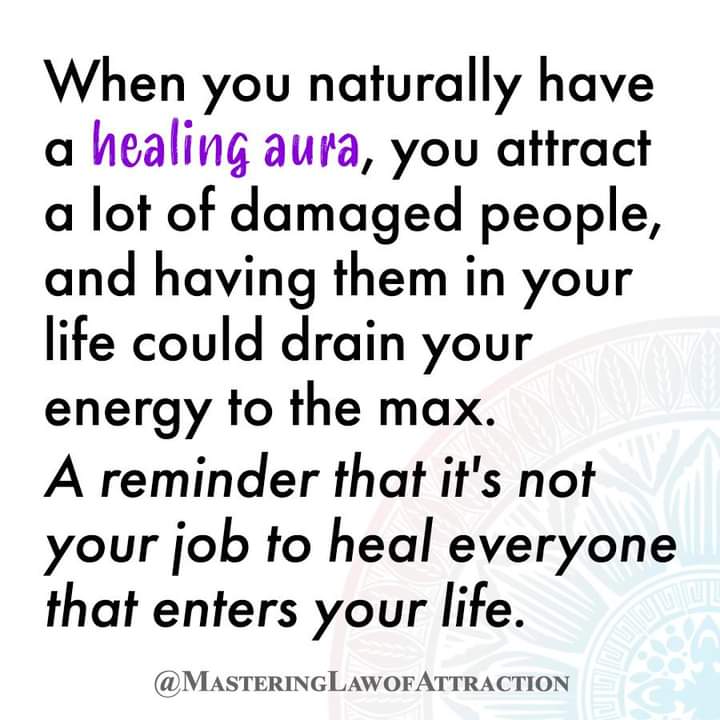 When you naturally have
a healing aura, you attract
a lot of damaged people,
and having them in your
life could drain your
energy to the max.
A reminder that it's not
your job to heal everyone
that enters your life.
@MasteringLawofAttraction